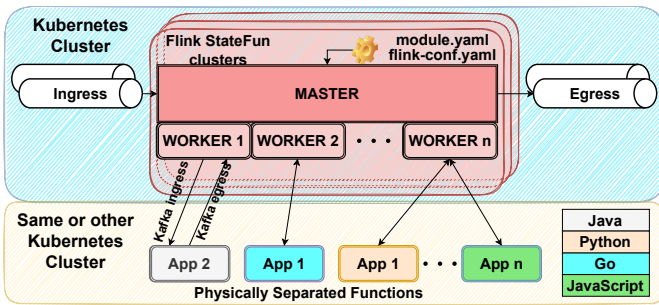 Kubernetes
Cluster
Flink StateFun
clusters
module.yaml
flink-conf.yaml
Ingress
MASTER
Egress
WORKER 1
WORKER 2
• • •
WORKER n
Kafka ingress
Kafka egress
Same or other
Kubernetes
Cluster
App 2
App 1
App 1
• • •
App n
Java
Python
Go
JavaScript
Physically Separated Functions